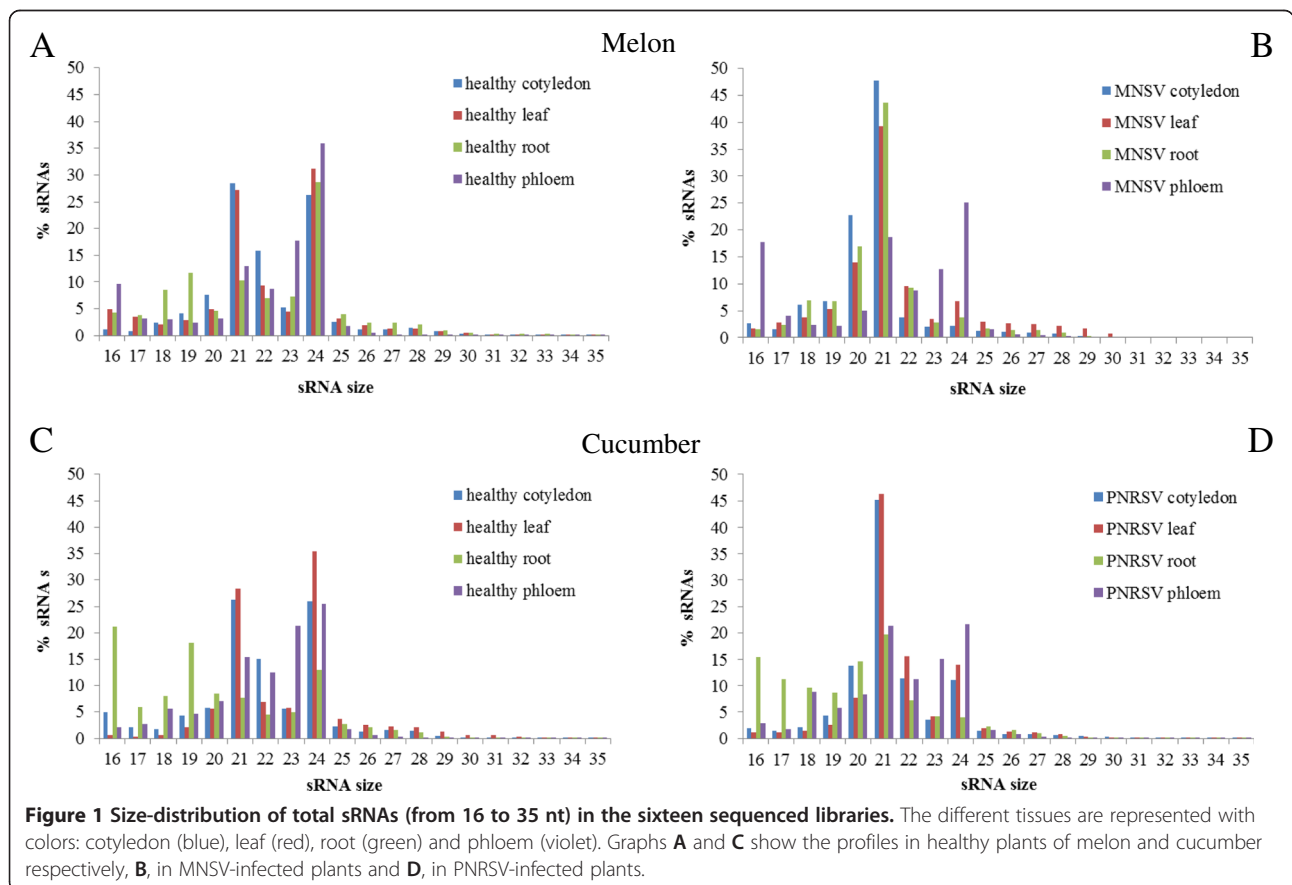 A
Melon
B
50
45
40
35
30
25
20
15
10
5
0
% sRNAs
healthy cotyledon
healthy leaf
healthy root
healthy phloem
16 17 18 19 20 21 22 23 24 25 26 27 28 29 30 31 32 33 34 35
sRNA size
50
45
40
35
30
25
20
15
10
5
0
% sRNAs
MNSV cotyledon
MNSV leaf
MNSV root
MNSV phloem
16 17 18 19 20 21 22 23 24 25 26 27 28 29 30 31 32 33 34 35
sRNA size
C
Cucumber
D
50
45
40
35
30
25
20
15
10
5
0
% sRNA s
healthy cotyledon
healthy leaf
healthy root
healthy phloem
16 17 18 19 20 21 22 23 24 25 26 27 28 29 30 31 32 33 34 35
sRNA size
50
45
40
35
30
25
20
15
10
5
0
% sRNAs
PNRSV cotyledon
PNRSV leaf
PNRSV root
PNRSV phloem
16 17 18 19 20 21 22 23 24 25 26 27 28 29 30 31 32 33 34 35
sRNA size
Figure 1 Size-distribution of total sRNAs (from 16 to 35 nt) in the sixteen sequenced libraries. The different tissues are represented with
colors: cotyledon (blue), leaf (red), root (green) and phloem (violet). Graphs A and C show the profiles in healthy plants of melon and cucumber
respectively, B, in MNSV-infected plants and D, in PNRSV-infected plants.